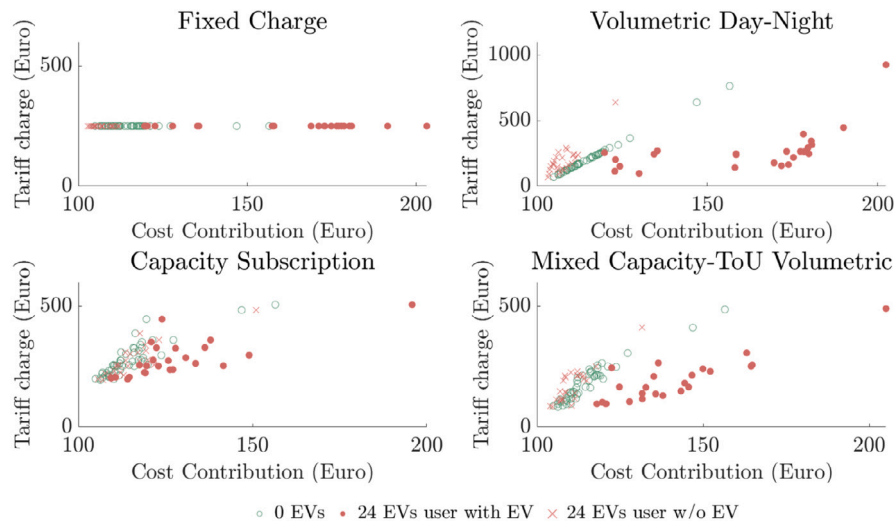 Fixed Charge
Tariff charge (Euro)
500
0
100 150 200
Cost Contribution (Euro)
Volumetric Day-Night
Tariff charge (Euro)
1000
500
0
100 150 200
Cost Contribution (Euro)
Capacity Subscription
Tariff charge (Euro)
500
0
100 150 200
Cost Contribution (Euro)
Mixed Capacity-ToU Volumetric
Tariff charge (Euro)
500
0
100 150 200
Cost Contribution (Euro)
0 EVs 24 EVs user with EV 24 EVs user w/o EV